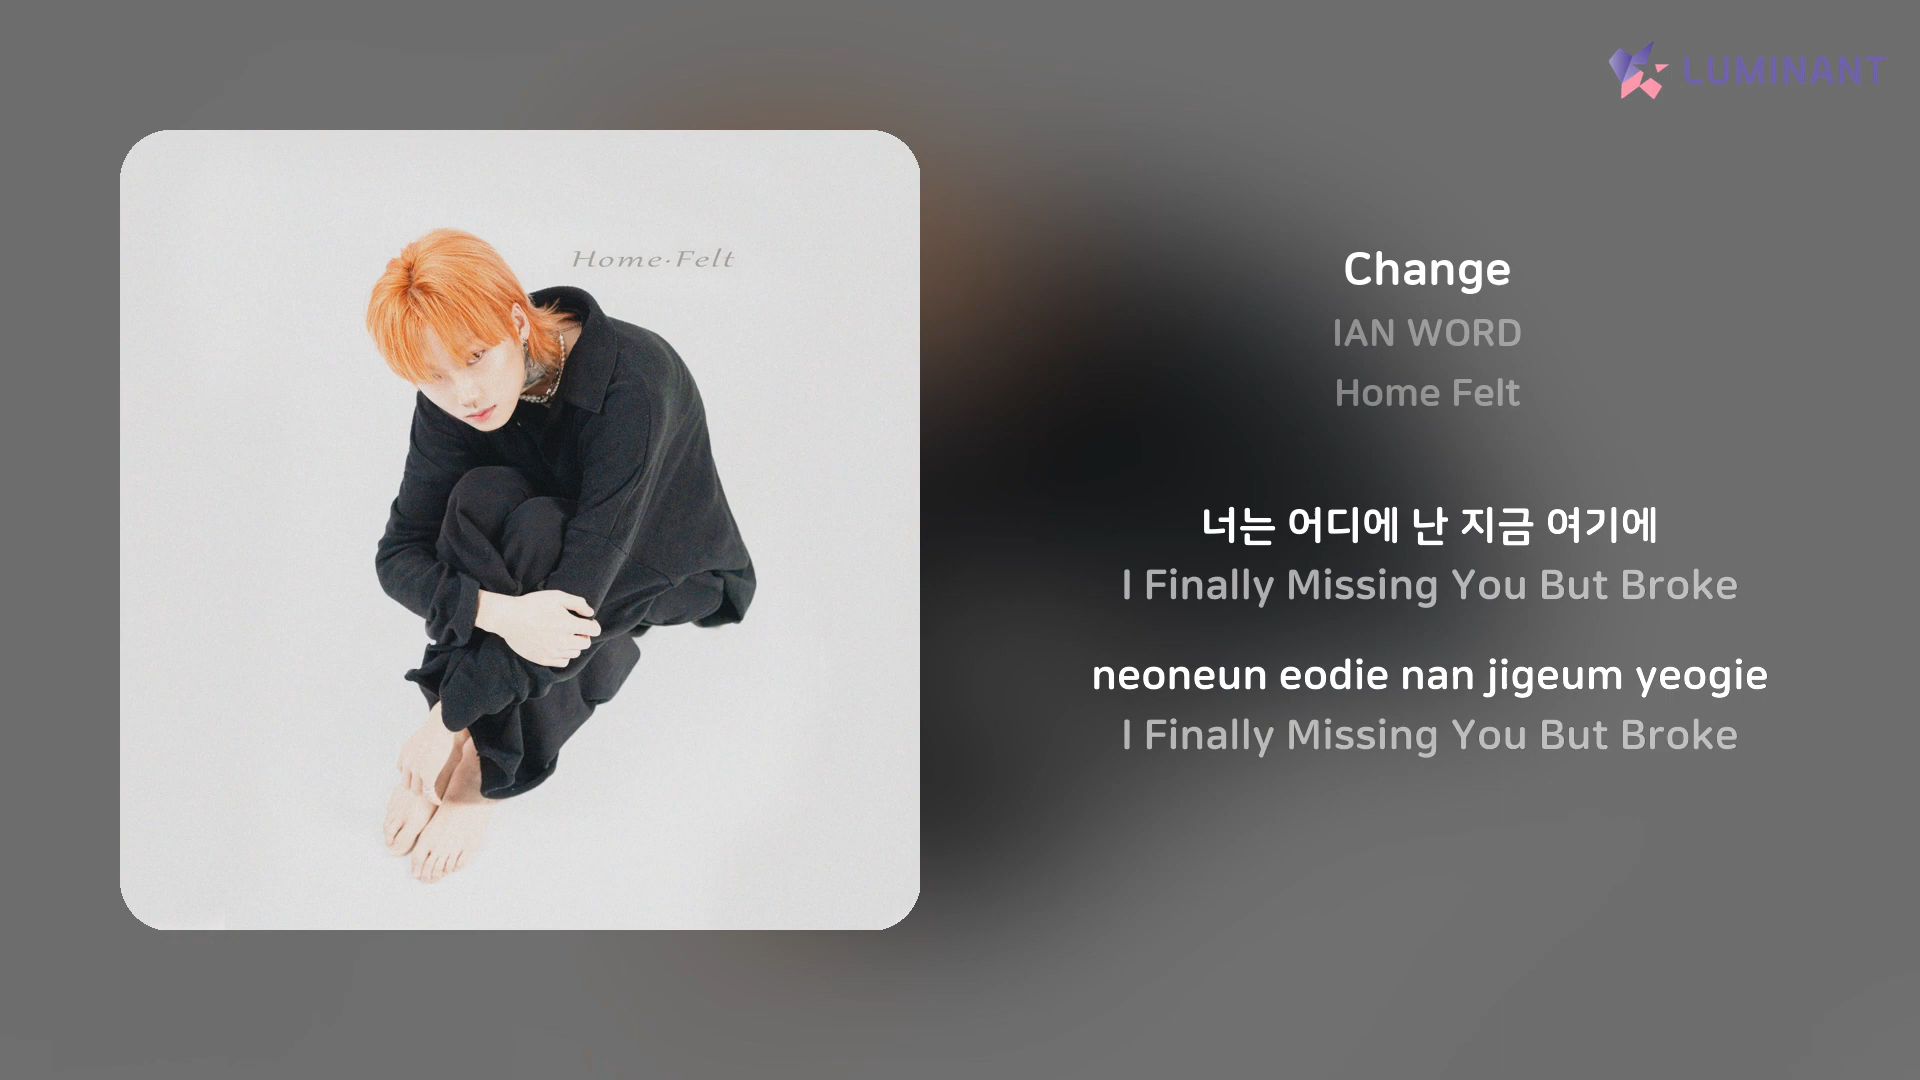 LUMINANT
Home·Felt
Change
IAN WORD
Home Felt
너는 어디에 난 지금 여기에
I Finally Missing You But Broke
neoneun eodie nan jigeum yeogie
I Finally Missing You But Broke